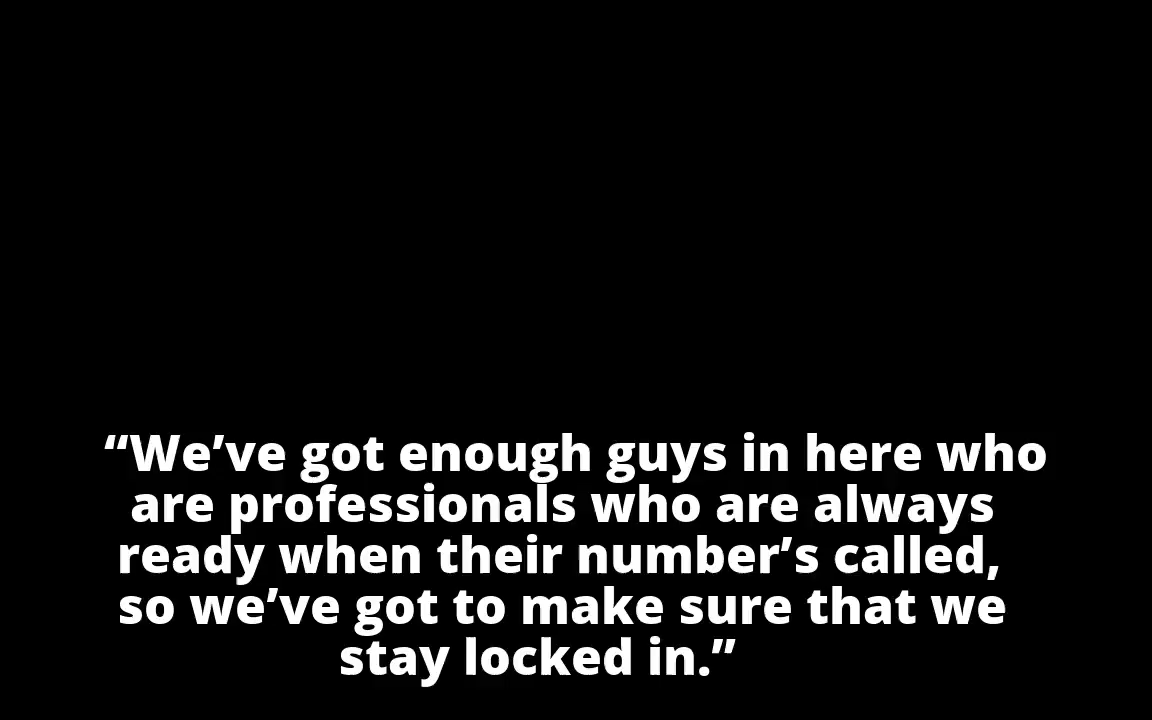 “We’ve got enough guys in here who
are professionals who are always
ready when their number’s called,
so we’ve got to make sure that we
stay locked in.”